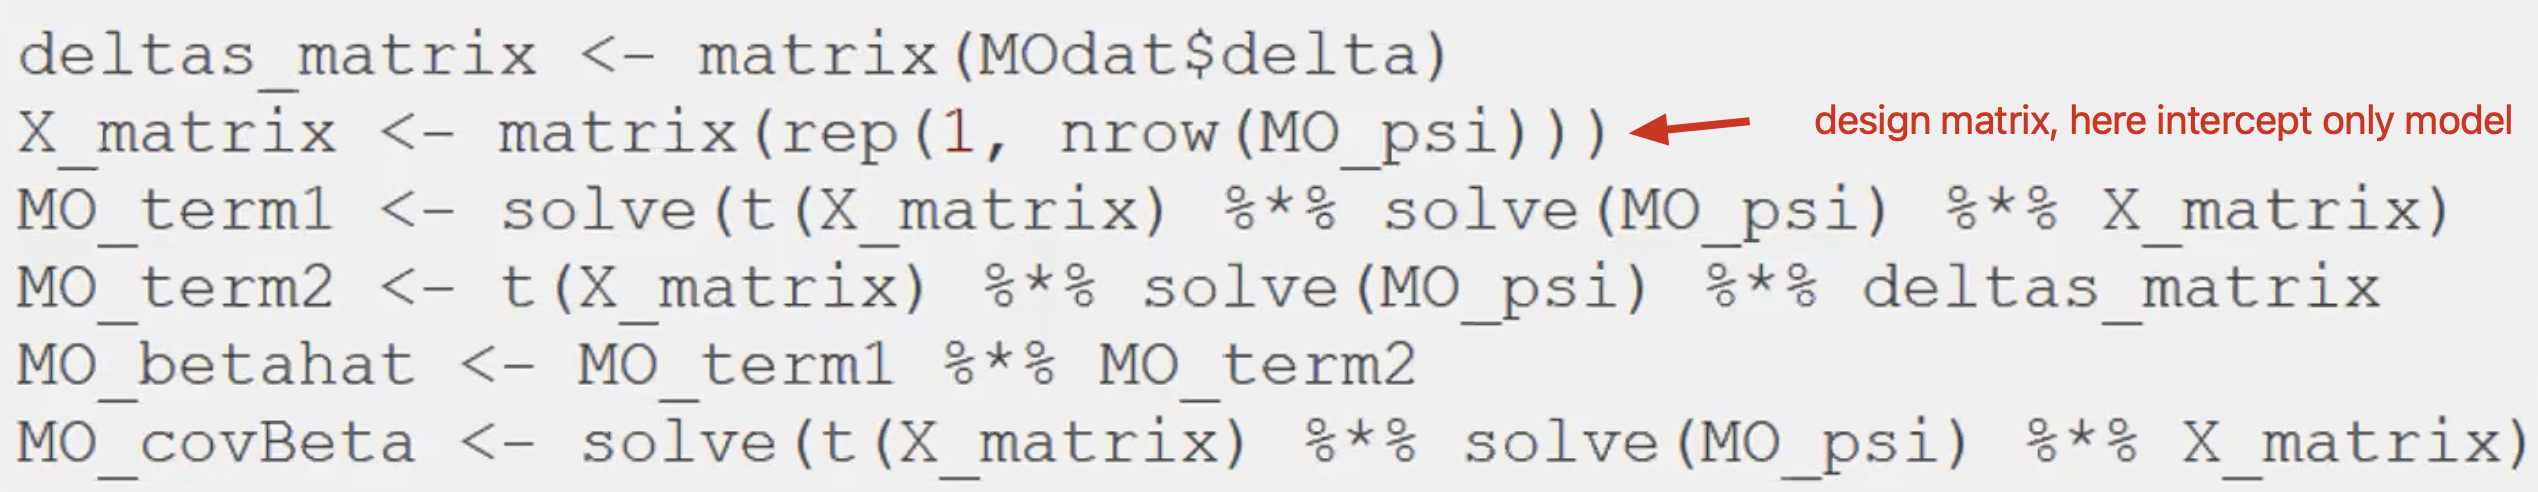 deltas_matrix <- matrix(MOdat$delta)
X_matrix <- matrix(rep(1, nrow(MO_psi))) design matrix, here intercept only model
MO_term1 <- solve(t(X_matrix) %*% solve(MO_psi) %*% X_matrix)
MO_term2 <- t(X_matrix) %*% solve(MO_psi) %*% deltas_matrix
MO_betahat <- MO_term1 %*% MO_term2
MO_covBeta <- solve(t(X_matrix) %*% solve(MO_psi) %*% X_matrix)